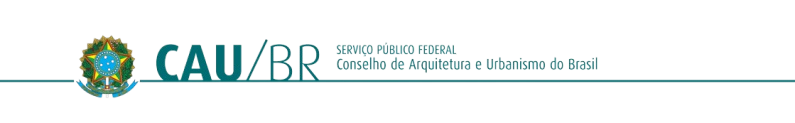 CAU/BR
SERVIÇO PÚBLICO FEDERAL
Conselho de Arquitetura e Urbanismo do Brasil